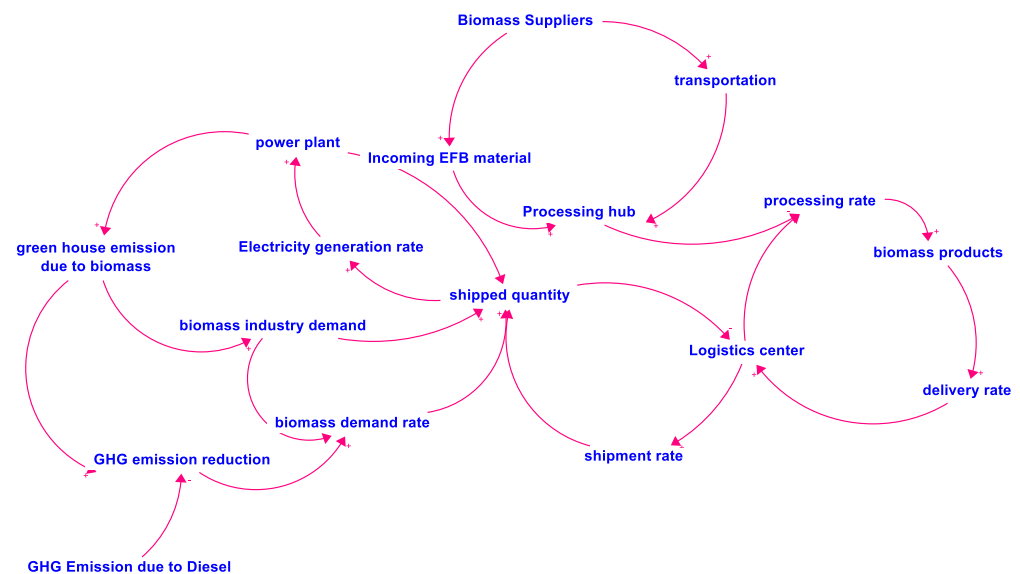 Biomass Suppliers
transportation
power plant
Incoming EFB material
processing rate
Processing hub
green house emission
due to biomass
Electricity generation rate
biomass products
shipped quantity
biomass industry demand
Logistics center
delivery rate
biomass demand rate
shipment rate
GHG emission reduction
GHG Emission due to Diesel